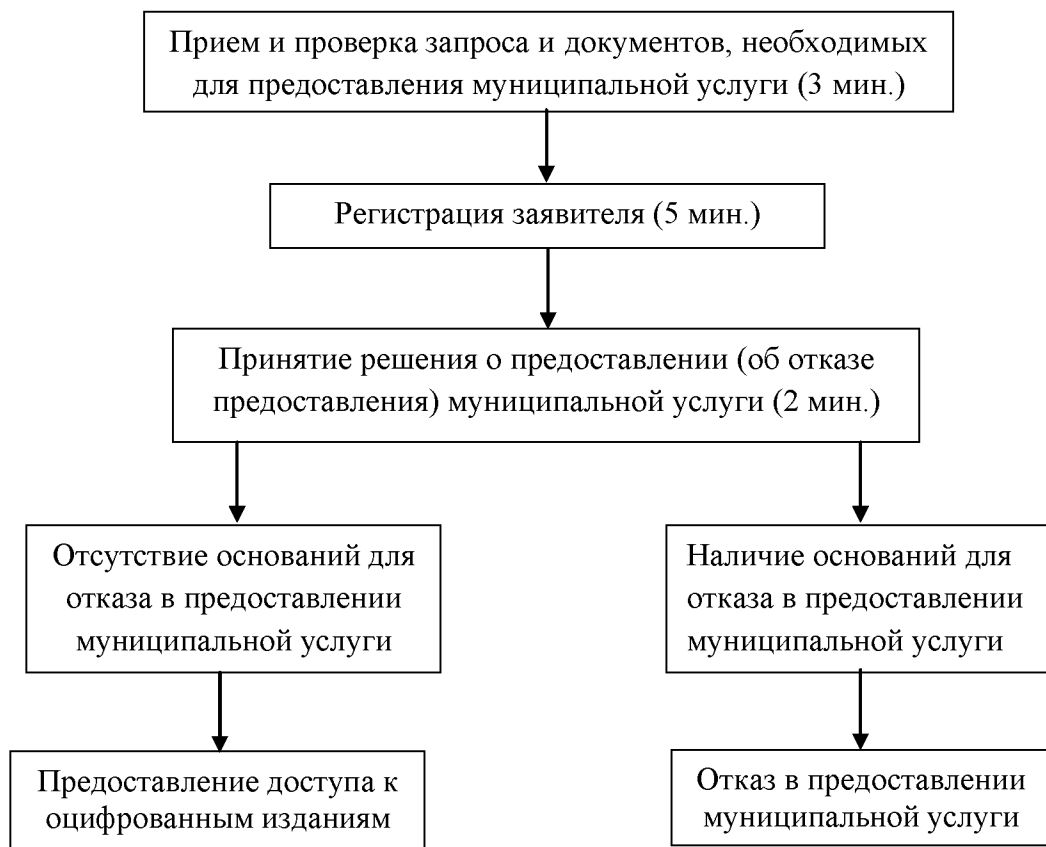 Прием и проверка запроса и документов, необходимых
для предоставления муниципальной услуги (3 мин.)
Регистрация заявителя (5 мин.)
Принятие решения о предоставлении (об отказе
предоставления) муниципальной услуги (2 мин.)
Отсутствие оснований для
отказа в предоставлении
муниципальной услуги
Наличие оснований для
отказа в предоставлении
муниципальной услуги
Предоставление доступа к
оцифрованным изданиям
Отказ в предоставлении
муниципальной услуги